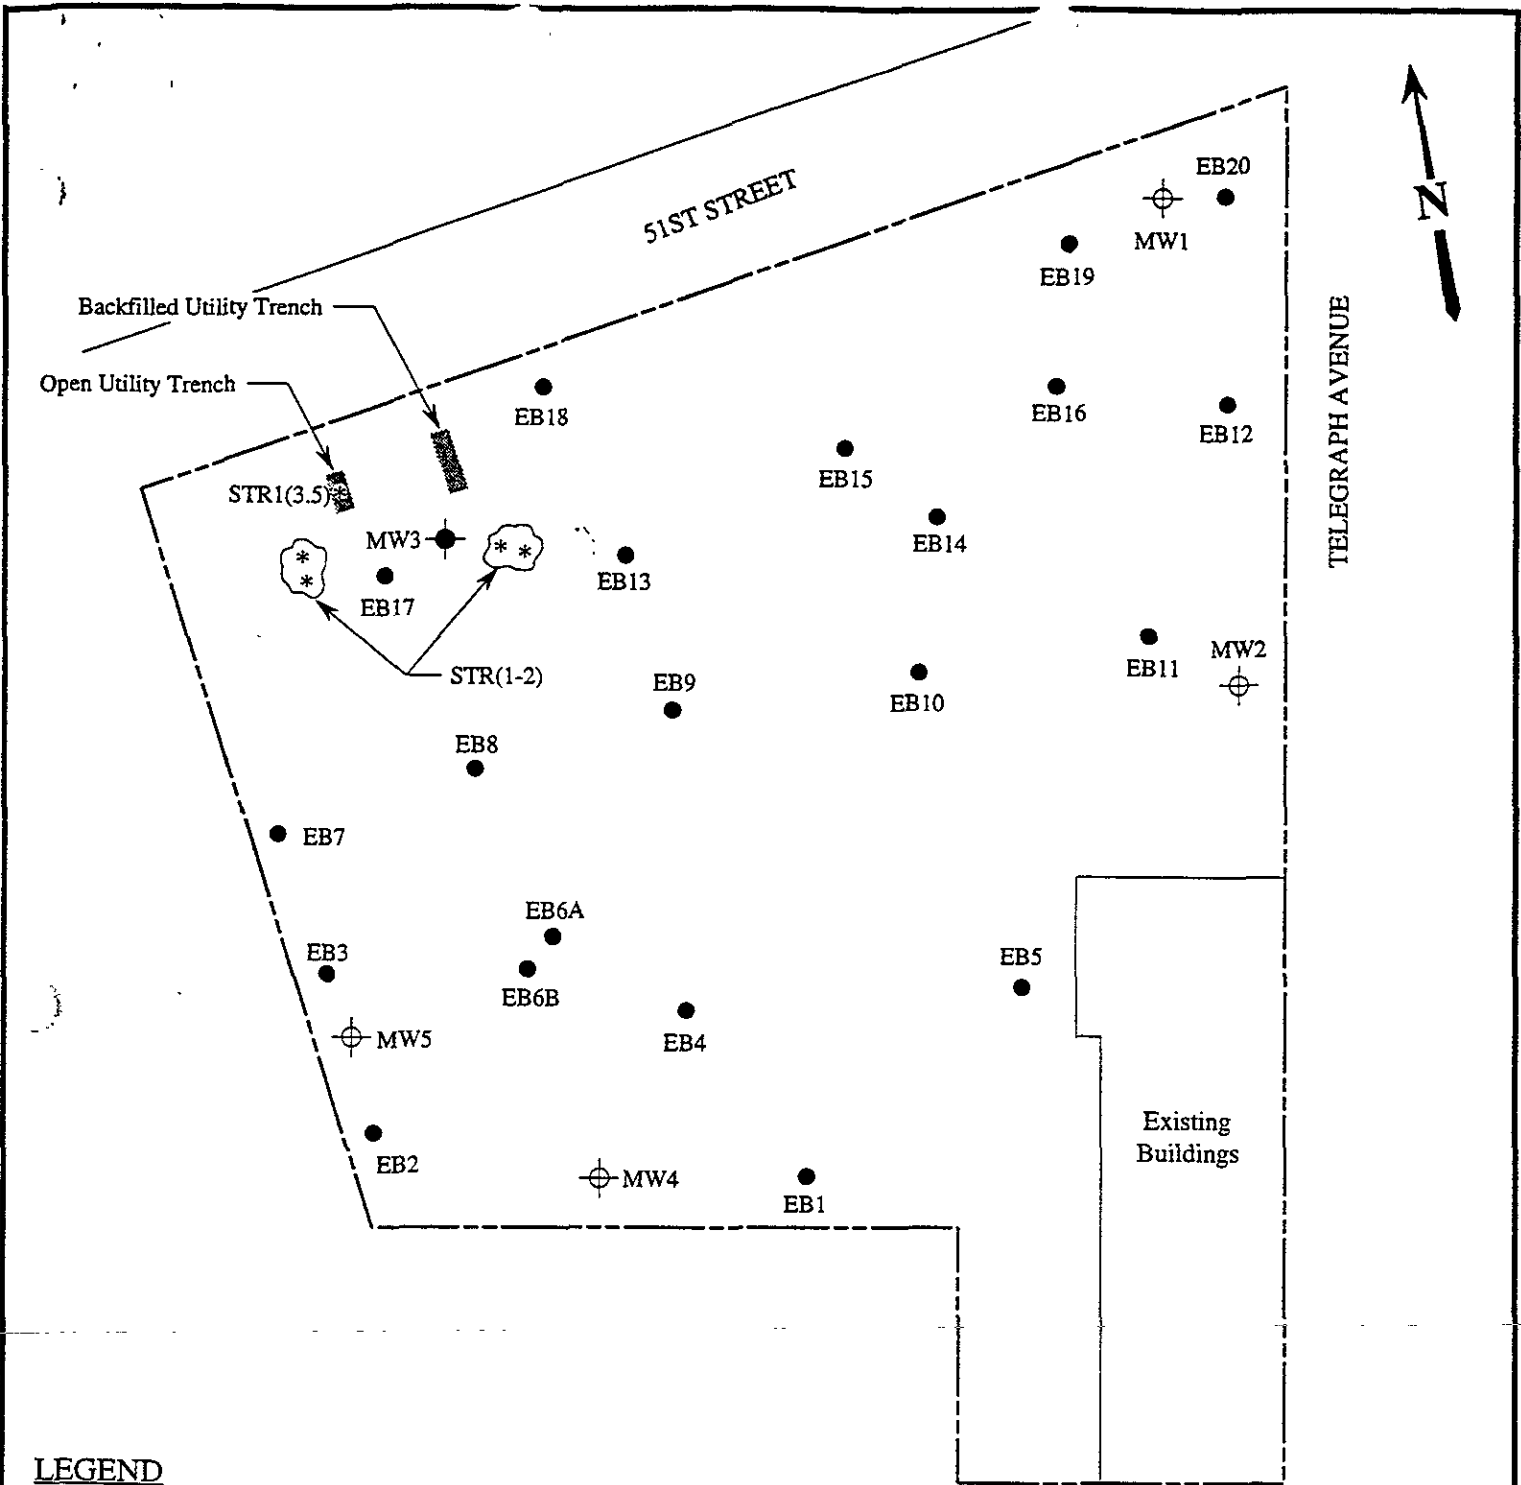 EB20
MW1
51ST STREET
N
EB19
Backfilled Utility Trench
TELEGRAPH AVENUE
Open Utility Trench
EB18
EB16
EB12
EB15
STR1(3.5)*
MW3
* *
EB14
*
*
EB13
EB17
EB11
MW2
STR(1-2)
EB9
EB10
EB8
EB7
EB6A
EB3
EB5
EB6B
MW5
EB4
Existing
Buildings
EB2
MW4
EB1
LEGEND